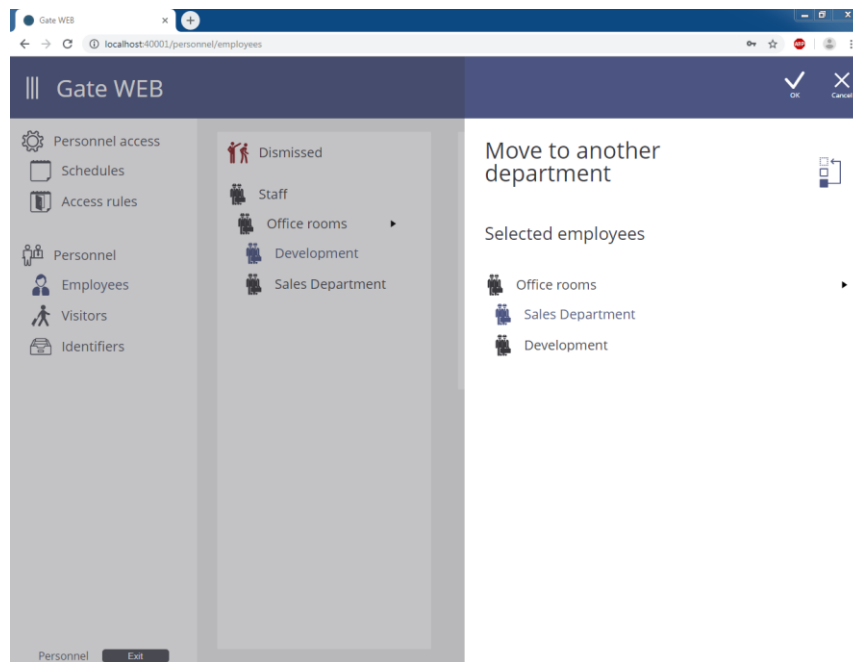 Gate WEB
localhost:40001/personnel/employees
ABP
Gate WEB
OK
Cancel
Personnel access
Schedules
Access rules
Personnel
Employees
Visitors
Identifiers
Dismissed
Staff
Office rooms
Development
Sales Department
Move to another
department
Selected employees
Office rooms
Sales Department
Development
Personnel
Exit